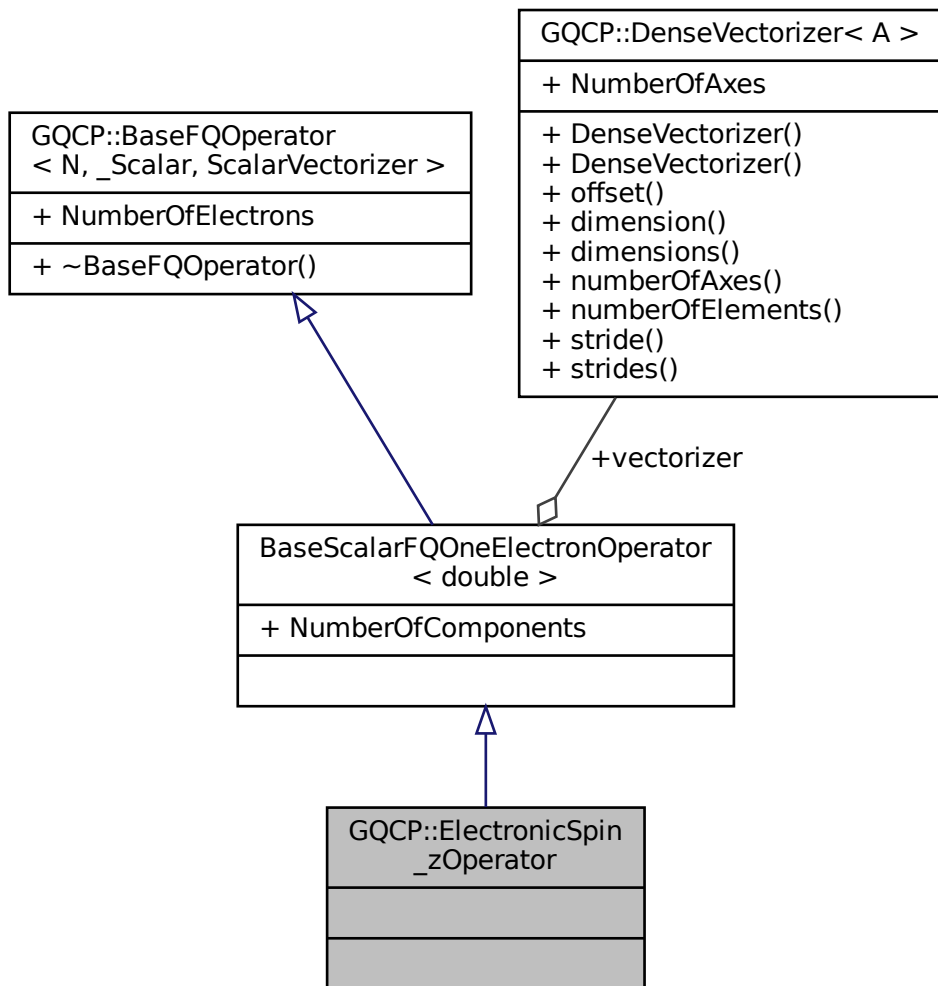 GQCP::DenseVectorizer< A >
+ NumberOfAxes
+ DenseVectorizer()
+ DenseVectorizer()
+ offset()
+ dimension()
+ dimensions()
+ numberOfAxes()
+ numberOfElements()
+ stride()
+ strides()
GQCP::BaseFQOperator
< N, _Scalar, ScalarVectorizer >
+ NumberOfElectrons
+ ~BaseFQOperator()
+vectorizer
BaseScalarFQOneElectronOperator
< double >
+ NumberOfComponents
GQCP::ElectronicSpin
_zOperator